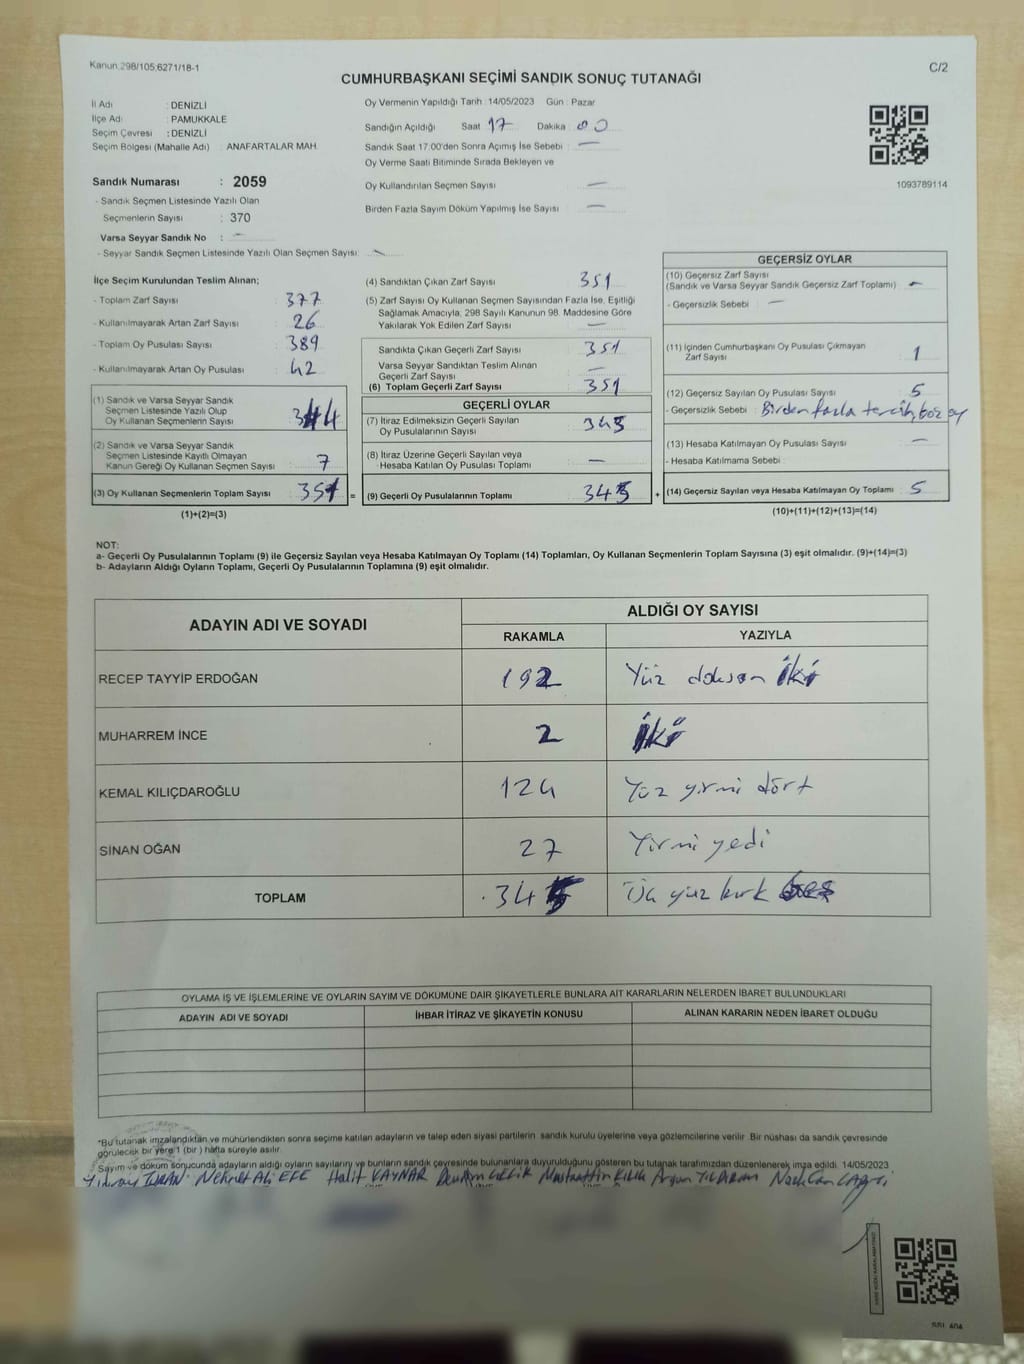 Kanun 298/105,6271/18-1
C/2
CUMHURBAŞKANI SEÇİMİ SANDIK SONUÇ TUTANAĞI
İl Adı : DENİZLİ
İlçe Adı : PAMUKKALE
Seçim Çevresi : DENİZLİ
Seçim Bölgesi (Mahalle Adı) : ANAFARTALAR MAH.
Sandık Numarası : 2059
- Sandık Seçmen Listesinde Yazılı Olan
Seçmenlerin Sayısı : 370
Varsa Seyyar Sandık No : —
- Seyyar Sandık Seçmen Listesinde Yazılı Olan Seçmen Sayısı: —
Oy Vermenin Yapıldığı Tarih : 14/05/2023 Gün : Pazar
Sandığın Açıldığı Saat 17 Dakika 00
Sandık Saat 17:00'den Sonra Açımış İse Sebebi : —
Oy Verme Saati Bitiminde Sırada Bekleyen ve
Oy Kullandırılan Seçmen Sayısı —
Birden Fazla Sayım Döküm Yapılmış İse Sayısı —
1093789114
İlçe Seçim Kurulundan Teslim Alınan;
- Toplam Zarf Sayısı : 377
- Kullanılmayarak Artan Zarf Sayısı : 26
- Toplam Oy Pusulası Sayısı : 389
- Kullanılmayarak Artan Oy Pusulası : 42
(1) Sandık ve Varsa Seyyar Sandık
Seçmen Listesinde Yazılı Olup
Oy Kullanan Seçmenlerin Sayısı : 344
(2) Sandık ve Varsa Seyyar Sandık
Seçmen Listesinde Kayıtlı Olmayan
Kanun Gereği Oy Kullanan Seçmen Sayısı : 7
(3) Oy Kullanan Seçmenlerin Toplam Sayısı : 351 =
(1)+(2)=(3)
(4) Sandıktan Çıkan Zarf Sayısı 351
(5) Zarf Sayısı Oy Kullanan Seçmen Sayısından Fazla İse, Eşitliği
Sağlamak Amacıyla, 298 Sayılı Kanunun 98. Maddesine Göre
Yakılarak Yok Edilen Zarf Sayısı : —
Sandıkta Çıkan Geçerli Zarf Sayısı : 351
Varsa Seyyar Sandıktan Teslim Alınan
Geçerli Zarf Sayısı —
(6) Toplam Geçerli Zarf Sayısı : 351
GEÇERLİ OYLAR
(7) İtiraz Edilmeksizin Geçerli Sayılan
Oy Pusulalarının Sayısı : 345
(8) İtiraz Üzerine Geçerli Sayılan veya
Hesaba Katılan Oy Pusulası Toplamı : —
(9) Geçerli Oy Pusulalarının Toplamı : 345 +
GEÇERSİZ OYLAR
(10) Geçersiz Zarf Sayısı
(Sandık ve Varsa Seyyar Sandık Geçersiz Zarf Toplamı) : —
- Geçersizlik Sebebi : —
(11) İçinden Cumhurbaşkanı Oy Pusulası Çıkmayan
Zarf Sayısı 1
(12) Geçersiz Sayılan Oy Pusulası Sayısı 5
- Geçersizlik Sebebi : Birden fazla tercih, boz oy
(13) Hesaba Katılmayan Oy Pusulası Sayısı —
- Hesaba Katılmama Sebebi :
(14) Geçersiz Sayılan veya Hesaba Katılmayan Oy Toplamı : 5
(10)+(11)+(12)+(13)=(14)
NOT:
a- Geçerli Oy Pusulalarının Toplamı (9) ile Geçersiz Sayılan veya Hesaba Katılmayan Oy Toplamı (14) Toplamları, Oy Kullanan Seçmenlerin Toplam Sayısına (3) eşit olmalıdır. (9)+(14)=(3)
b- Adayların Aldığı Oyların Toplamı, Geçerli Oy Pusulalarının Toplamına (9) eşit olmalıdır.
ADAYIN ADI VE SOYADI ALDIĞI OY SAYISI
RAKAMLA YAZIYLA
RECEP TAYYİP ERDOĞAN 192 Yüz doksan iki
MUHARREM İNCE 2 iki
KEMAL KILIÇDAROĞLU 124 Yüz yirmi dört
SİNAN OĞAN 27 Yirmi yedi
TOPLAM 345 Üç yüz kırk beş
OYLAMA İŞ VE İŞLEMLERİNE VE OYLARIN SAYIM VE DÖKÜMÜNE DAİR ŞİKAYETLERLE BUNLARA AİT KARARLARIN NELERDEN İBARET BULUNDUKLARI
ADAYIN ADI VE SOYADI İHBAR İTİRAZ VE ŞİKAYETİN KONUSU ALINAN KARARIN NEDEN İBARET OLDUĞU
*Bu tutanak imzalandıktan ve mühürlendikten sonra seçime katılan adayların ve talep eden siyasi partilerin sandık kurulu üyelerine veya gözlemcilerine verilir. Bir nüshası da sandık çevresinde
görülecek bir yere 1 (bir) hafta süreyle asılır.
Sayım ve döküm sonucunda adayların aldığı oyların sayılarını ve bunların sandık çevresinde bulunanlara duyurulduğunu gösteren bu tutanak tarafımızdan düzenlenerek imza edildi. 14/05/2023
TURAN Mehmet Ali EFE Halit KAYNAR ÇELİK KILIÇ YILDIRIM